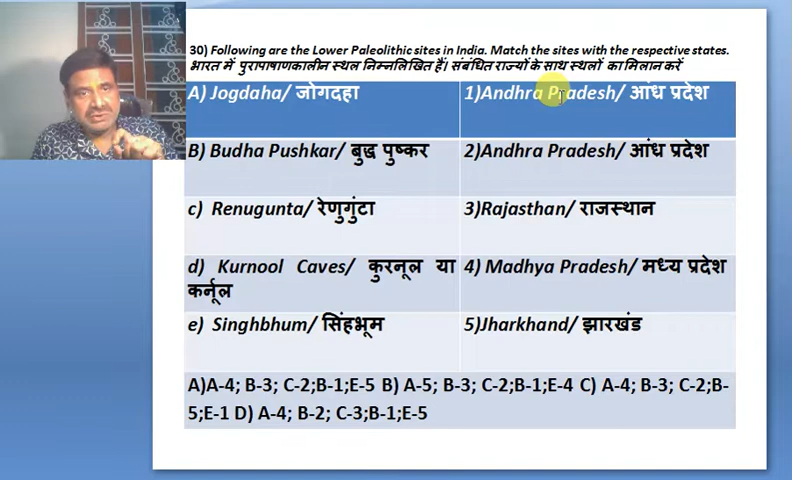 30) Following are the Lower Paleolithic sites in India. Match the sites with the respective states.
भारत में पुरापाषाणकालीन स्थल निम्नलिखित हैं। संबंधित राज्यों के साथ स्थलों का मिलान करें
A) Jogdaha/ जोगदहा 1)Andhra Pradesh/ आंध्र प्रदेश
B) Budha Pushkar/ बुद्ध पुष्कर 2)Andhra Pradesh/ आंध्र प्रदेश
c) Renugunta/ रेणुगुंटा 3)Rajasthan/ राजस्थान
d) Kurnool Caves/ कुरनूल या 4) Madhya Pradesh/ मध्य प्रदेश
कर्नूल
e) Singhbhum/ सिंहभूम 5)Jharkhand/ झारखंड
A)A-4; B-3; C-2;B-1;E-5 B) A-5; B-3; C-2;B-1;E-4 C) A-4; B-3; C-2;B-
5;E-1 D) A-4; B-2; C-3;B-1;E-5